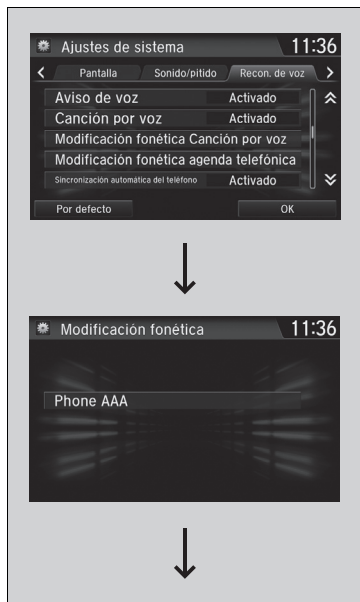 Ajustes de sistema 11:36
Pantalla Sonido/pitido Recon. de voz
Aviso de voz Activado
Canción por voz Activado
Modificación fonética Canción por voz
Modificación fonética agenda telefónica
Sincronización automática del teléfono Activado
Por defecto OK
Modificación fonética 11:36
Phone AAA